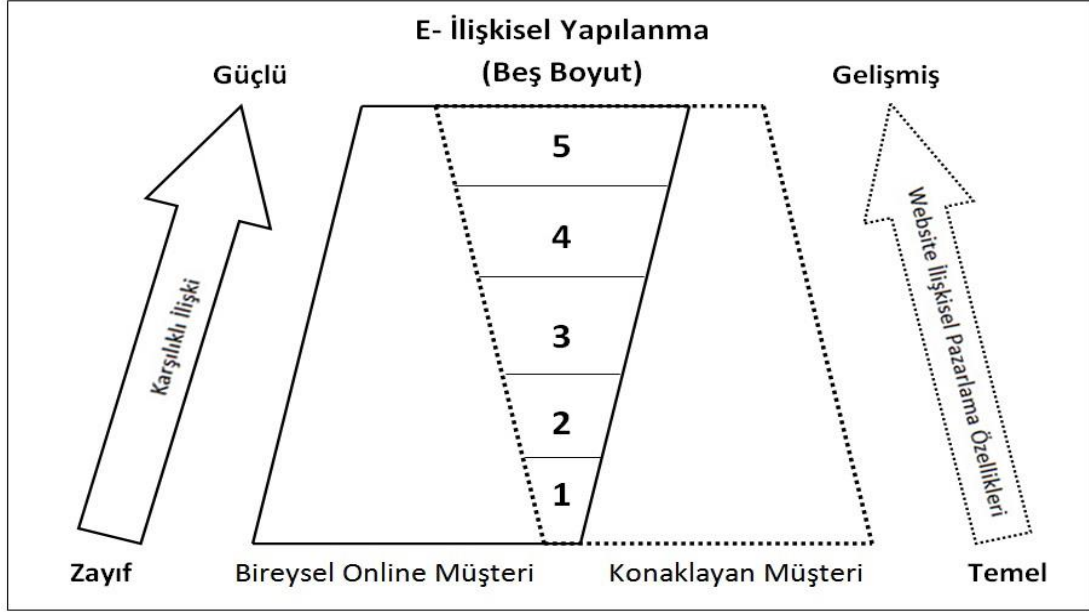 E- İlişkisel Yapılanma
(Beş Boyut)
Güçlü
Gelişmiş
5
4
3
2
1
Karşılıklı İlişki
Website İlişkisel Pazarlama Özellikleri
Zayıf
Bireysel Online Müşteri
Konaklayan Müşteri
Temel